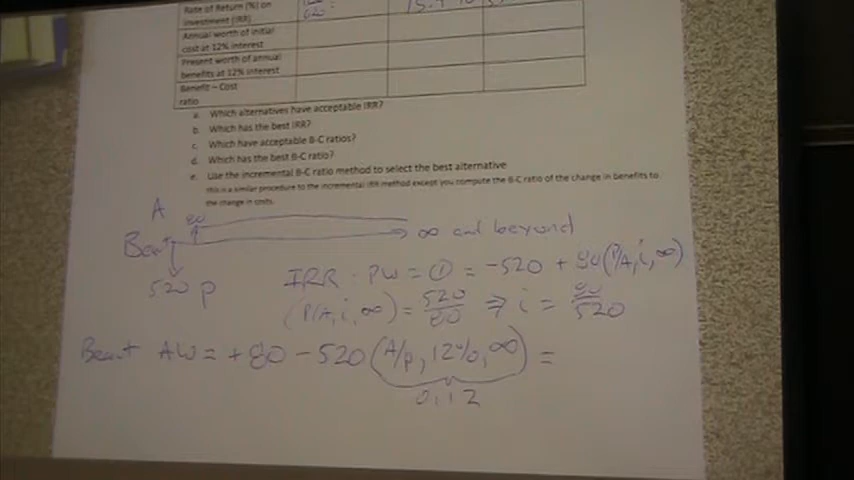 Rate of Return (%) on
investment (IRR)
620
15.4%
Annual worth of initial
cost at 12% interest
Present worth of annual
benefits at 12% interest
Benefit – Cost
ratio
a. Which alternatives have acceptable IRR?
b. Which has the best IRR?
c. Which have acceptable B-C ratios?
d. Which has the best B-C ratio?
e. Use the incremental B-C ratio method to select the best alternative
this is a similar procedure to the incremental IRR method except you compute the B-C ratio of the change in benefits to
the change in costs.
A
80
∞ and beyond
520 P
IRR : PW = 0 = -520 + 80(P/A, i, ∞)
(P/A, i, ∞) = 520/80 ⇒ i = 80/520
AW = +80 - 520 (A/P, 12%, ∞) =
0.12